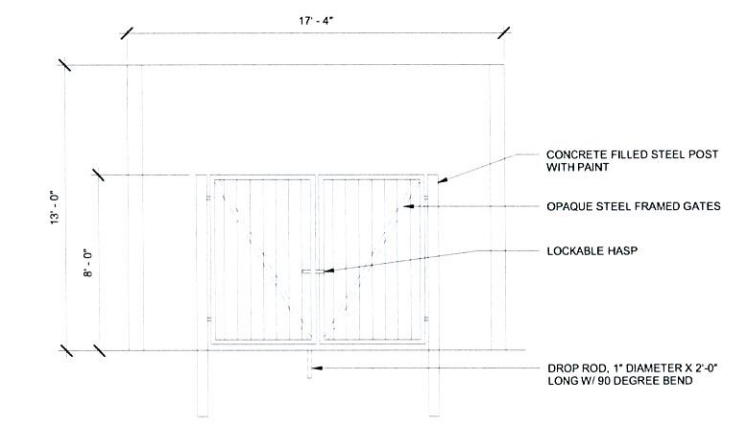 17' - 4"
CONCRETE FILLED STEEL POST
WITH PAINT
OPAQUE STEEL FRAMED GATES
13' - 0"
8' - 0"
LOCKABLE HASP
DROP ROD, 1" DIAMETER X 2'-0"
LONG W/ 90 DEGREE BEND